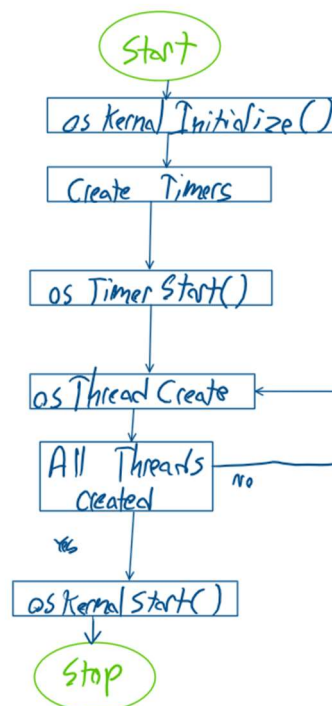 Start
os Kernal Initialize()
Create Timers
os Timer Start()
os Thread Create
All Threads
Created
No
Yes
os Kernal Start()
Stop